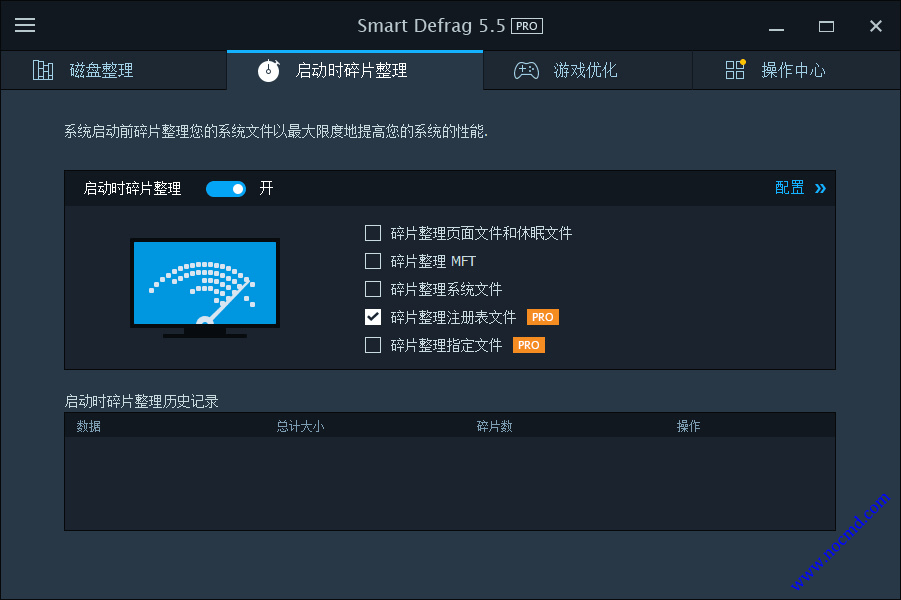 Smart Defrag 5.5 PRO
磁盘整理 启动时碎片整理 游戏优化 操作中心
系统启动前碎片整理您的系统文件以最大限度地提高您的系统的性能.
启动时碎片整理 开 配置 »
碎片整理页面文件和休眠文件
碎片整理 MFT
碎片整理系统文件
碎片整理注册表文件 PRO
碎片整理指定文件 PRO
启动时碎片整理历史记录
数据 总计大小 碎片数 操作
www.nocmd.com